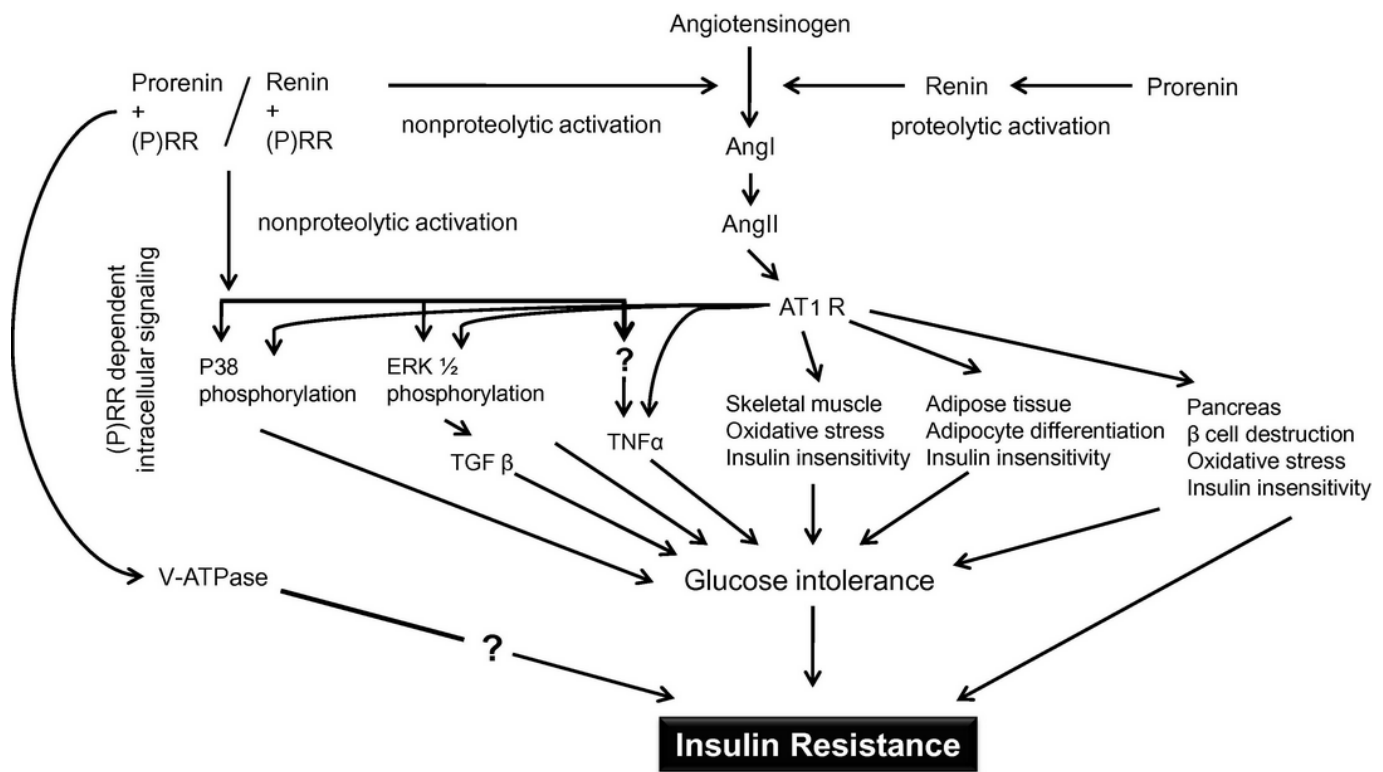 Angiotensinogen
Prorenin
+
(P)RR
/
Renin
+
(P)RR
nonproteolytic activation
Renin
Prorenin
proteolytic activation
AngI
nonproteolytic activation
AngII
(P)RR dependent
intracellular signaling
AT1 R
P38
phosphorylation
ERK ½
phosphorylation
?
TGF β
TNFα
Skeletal muscle
Oxidative stress
Insulin insensitivity
Adipose tissue
Adipocyte differentiation
Insulin insensitivity
Pancreas
β cell destruction
Oxidative stress
Insulin insensitivity
V-ATPase
Glucose intolerance
?
Insulin Resistance